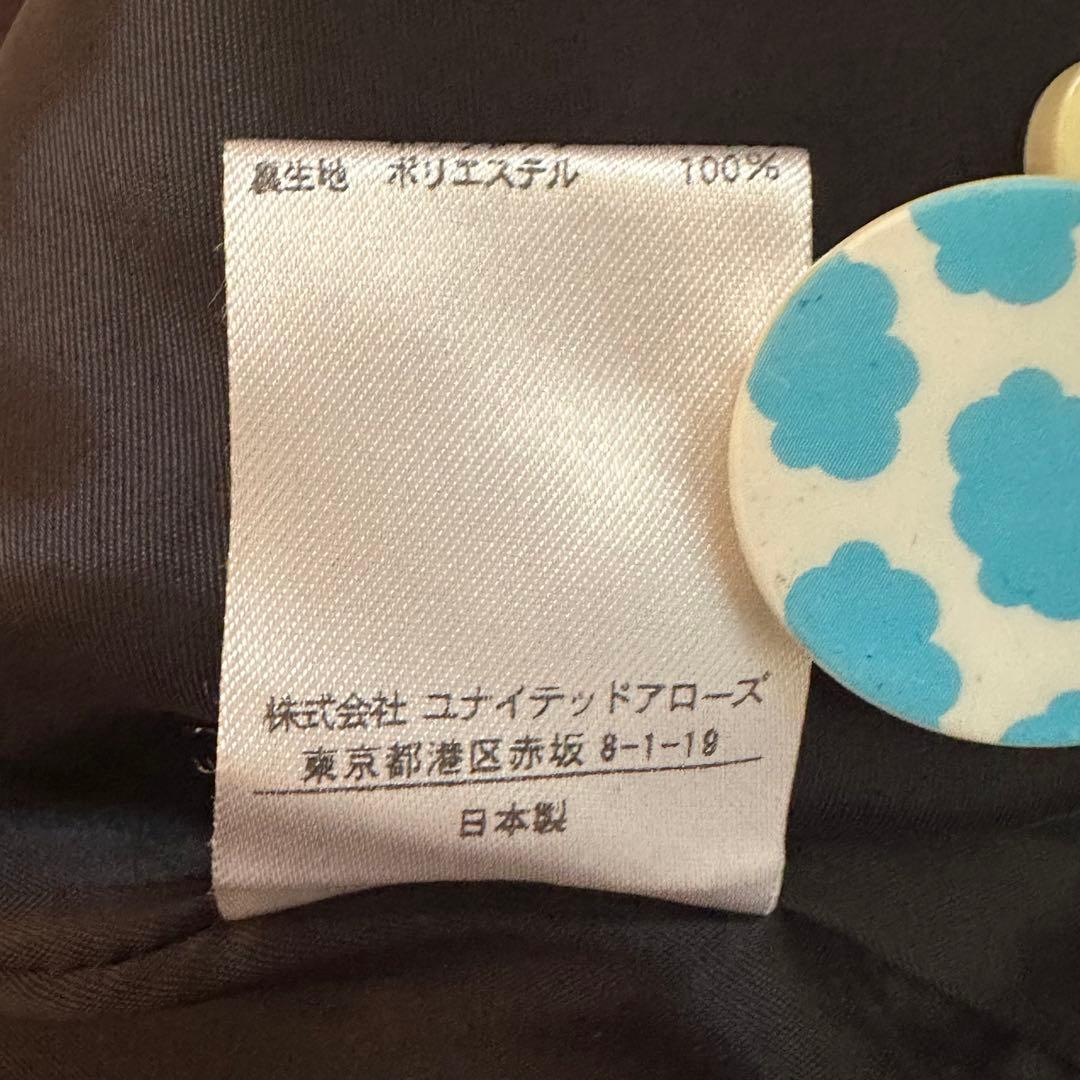 裏生地 ポリエステル 100%
株式会社 ユナイテッドアローズ
東京都港区赤坂 8-1-19
日本製